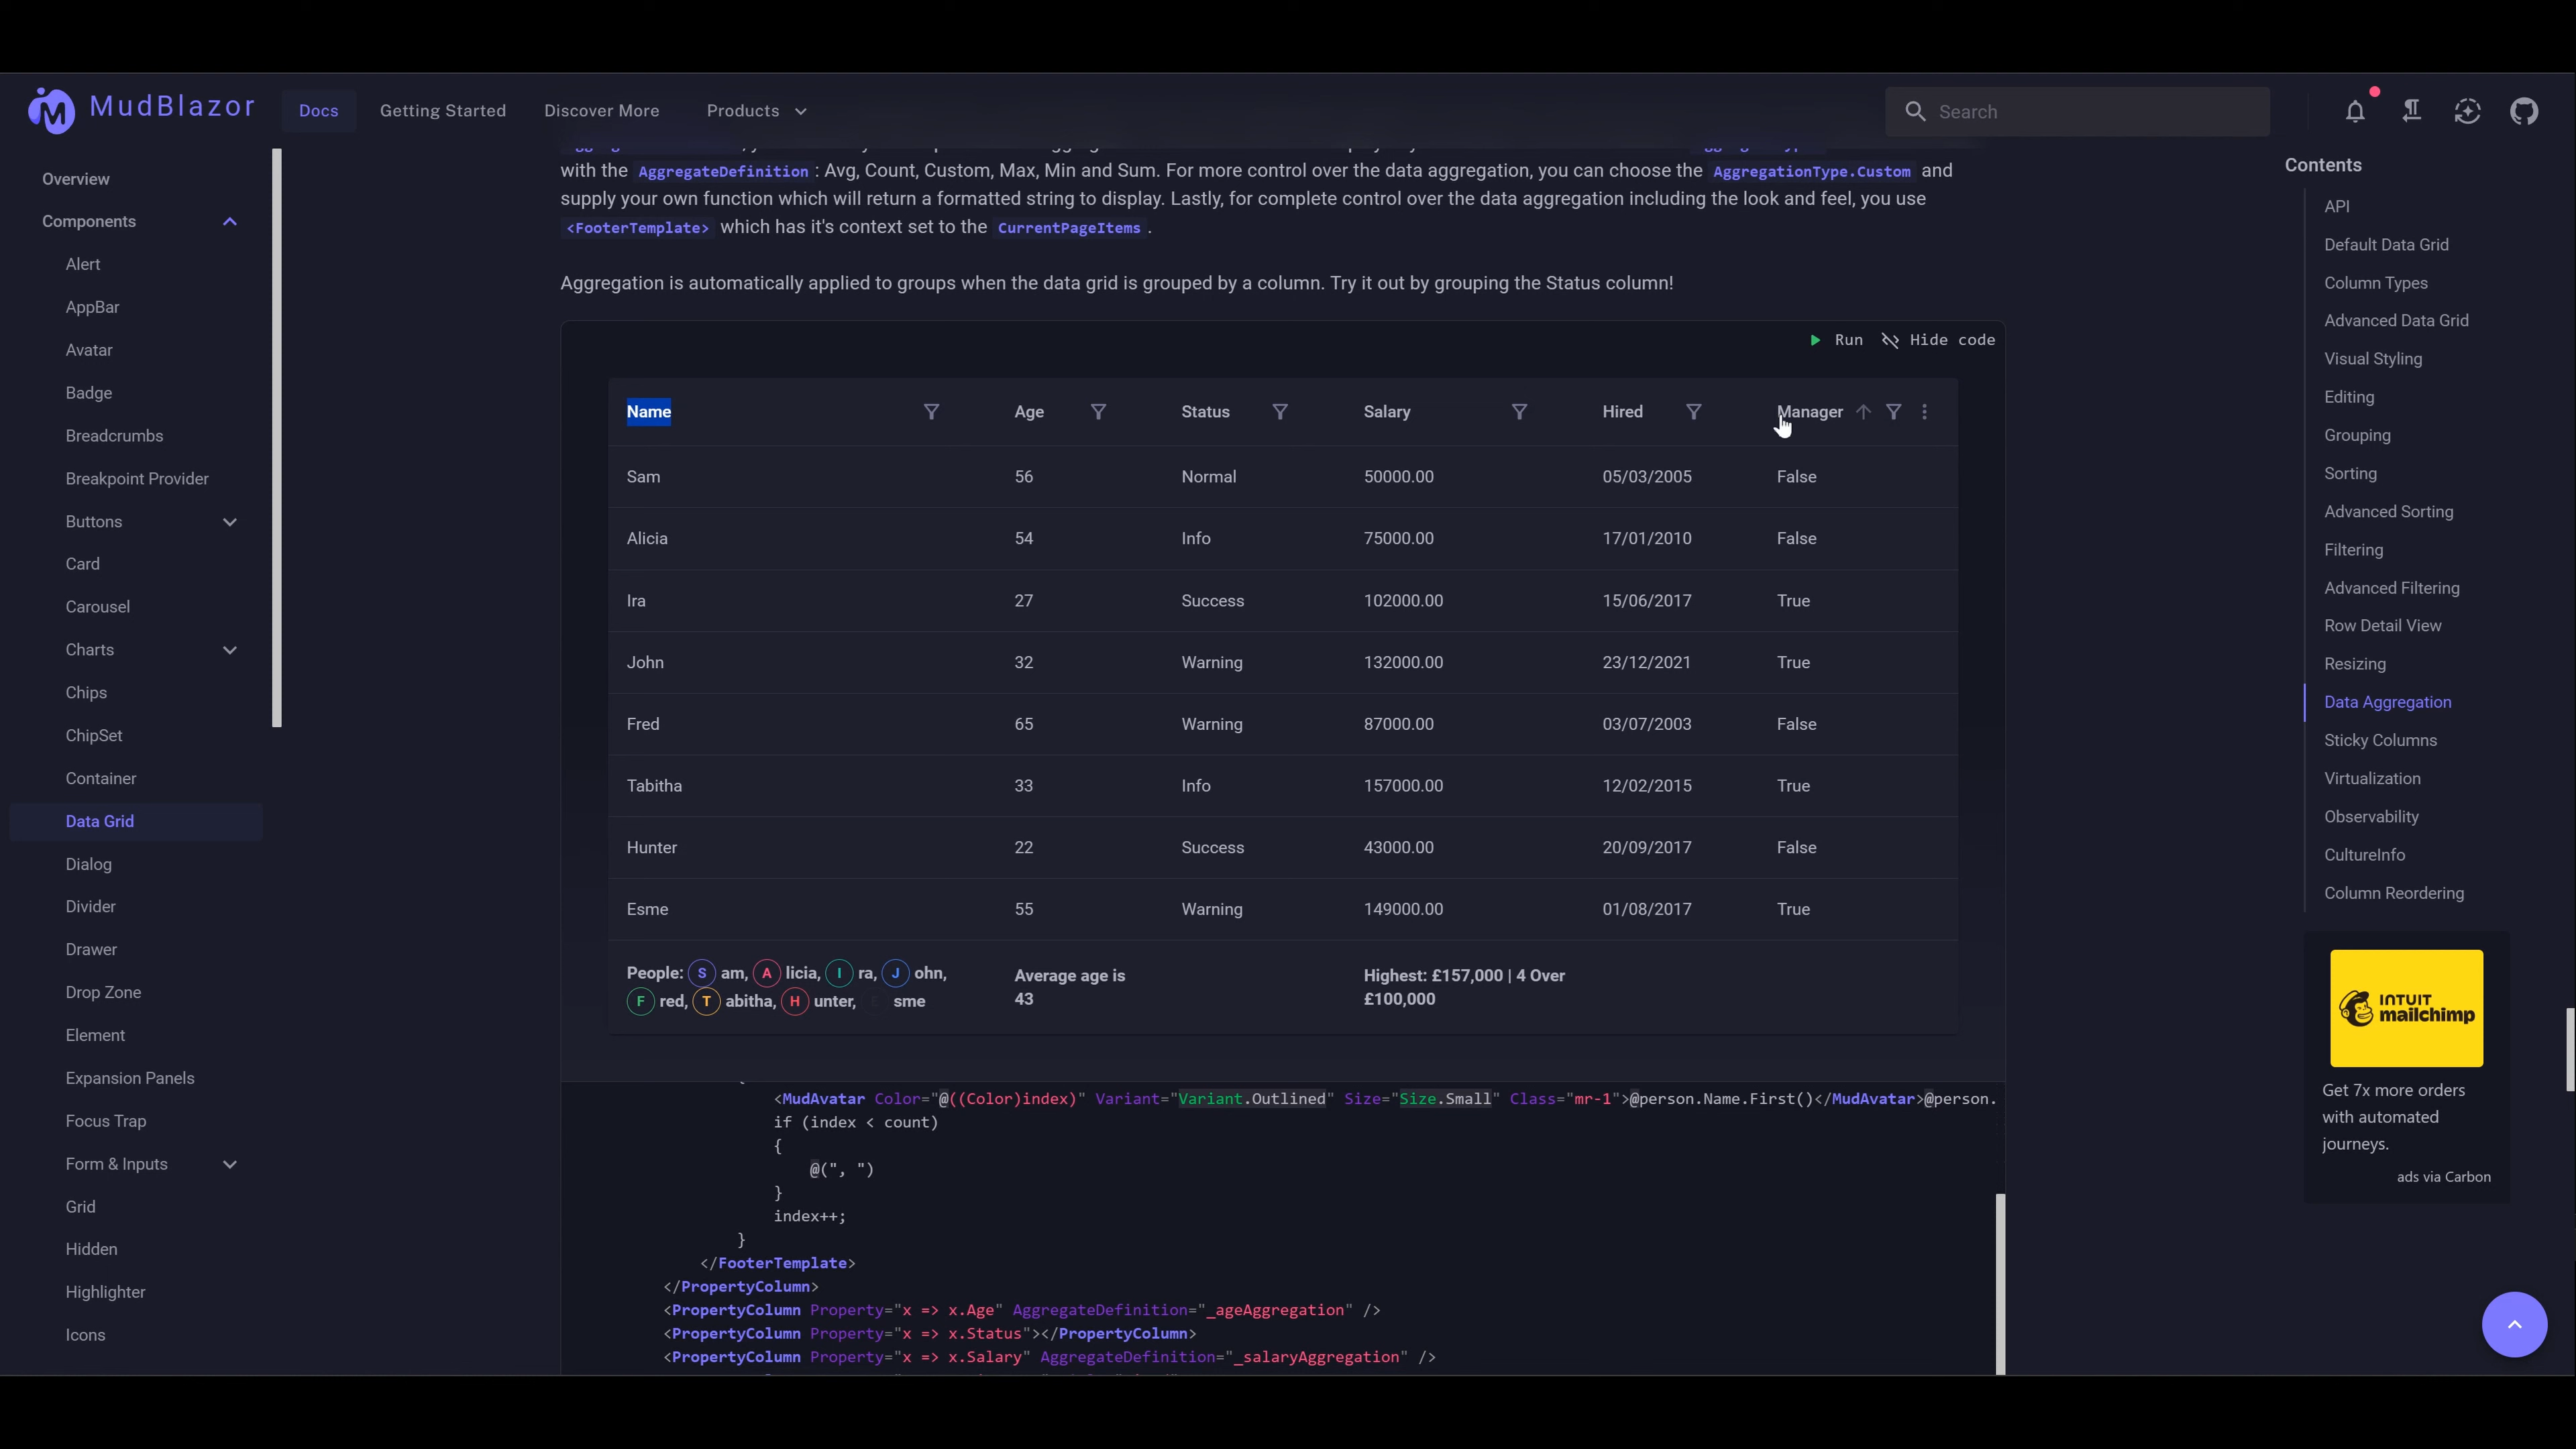 MudBlazor
Docs
Getting Started
Discover More
Products
Search
Overview
Components
Alert
AppBar
Avatar
Badge
Breadcrumbs
Breakpoint Provider
Buttons
Card
Carousel
Charts
Chips
ChipSet
Container
Data Grid
Dialog
Divider
Drawer
Drop Zone
Element
Expansion Panels
Focus Trap
Form & Inputs
Grid
Hidden
Highlighter
Icons
with the AggregateDefinition : Avg, Count, Custom, Max, Min and Sum. For more control over the data aggregation, you can choose the AggregationType.Custom and
supply your own function which will return a formatted string to display. Lastly, for complete control over the data aggregation including the look and feel, you use
<FooterTemplate> which has it's context set to the CurrentPageItems .
Aggregation is automatically applied to groups when the data grid is grouped by a column. Try it out by grouping the Status column!
Run Hide code
Name Age Status Salary Hired Manager
Sam 56 Normal 50000.00 05/03/2005 False
Alicia 54 Info 75000.00 17/01/2010 False
Ira 27 Success 102000.00 15/06/2017 True
John 32 Warning 132000.00 23/12/2021 True
Fred 65 Warning 87000.00 03/07/2003 False
Tabitha 33 Info 157000.00 12/02/2015 True
Hunter 22 Success 43000.00 20/09/2017 False
Esme 55 Warning 149000.00 01/08/2017 True
People: S am, A licia, I ra, J ohn,
F red, T abitha, H unter, E sme
Average age is
43
Highest: £157,000 | 4 Over
£100,000
<MudAvatar Color="@((Color)index)" Variant="Variant.Outlined" Size="Size.Small" Class="mr-1">@person.Name.First()</MudAvatar>@person.
if (index < count)
{
@(", ")
}
index++;
}
</FooterTemplate>
</PropertyColumn>
<PropertyColumn Property="x => x.Age" AggregateDefinition="_ageAggregation" />
<PropertyColumn Property="x => x.Status"></PropertyColumn>
<PropertyColumn Property="x => x.Salary" AggregateDefinition="_salaryAggregation" />
Contents
API
Default Data Grid
Column Types
Advanced Data Grid
Visual Styling
Editing
Grouping
Sorting
Advanced Sorting
Filtering
Advanced Filtering
Row Detail View
Resizing
Data Aggregation
Sticky Columns
Virtualization
Observability
CultureInfo
Column Reordering
INTUIT
mailchimp
Get 7x more orders
with automated
journeys.
ads via Carbon